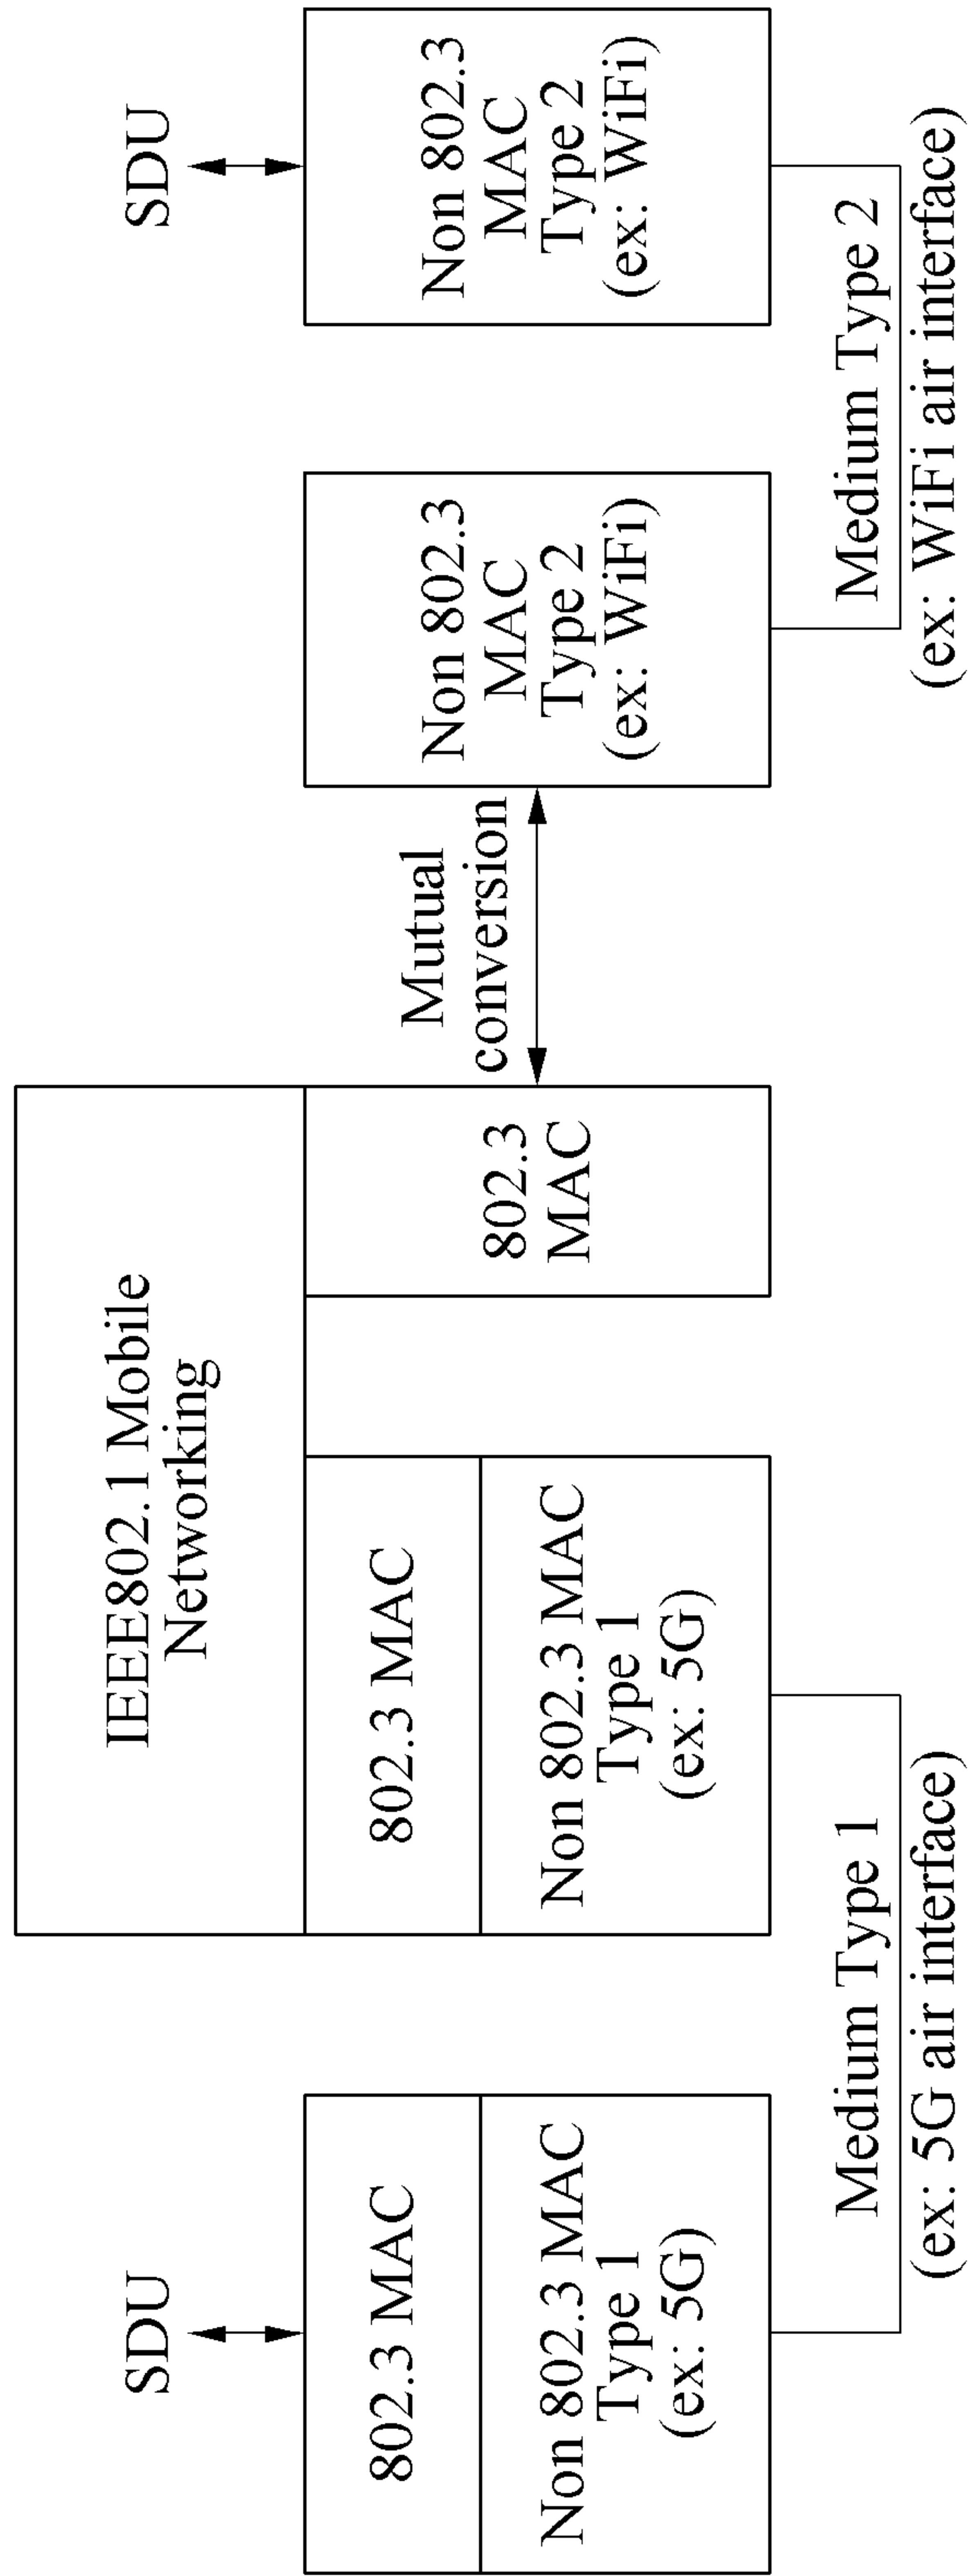 SDU
802.3 MAC
Non 802.3 MAC
Type 1
(ex: 5G)
Medium Type 1
(ex: 5G air interface)
IEEE802.1 Mobile
Networking
802.3 MAC
Non 802.3 MAC
Type 1
(ex: 5G)
802.3
MAC
Mutual
conversion
Non 802.3
MAC
Type 2
(ex: WiFi)
Medium Type 2
(ex: WiFi air interface)
SDU
Non 802.3
MAC
Type 2
(ex: WiFi)